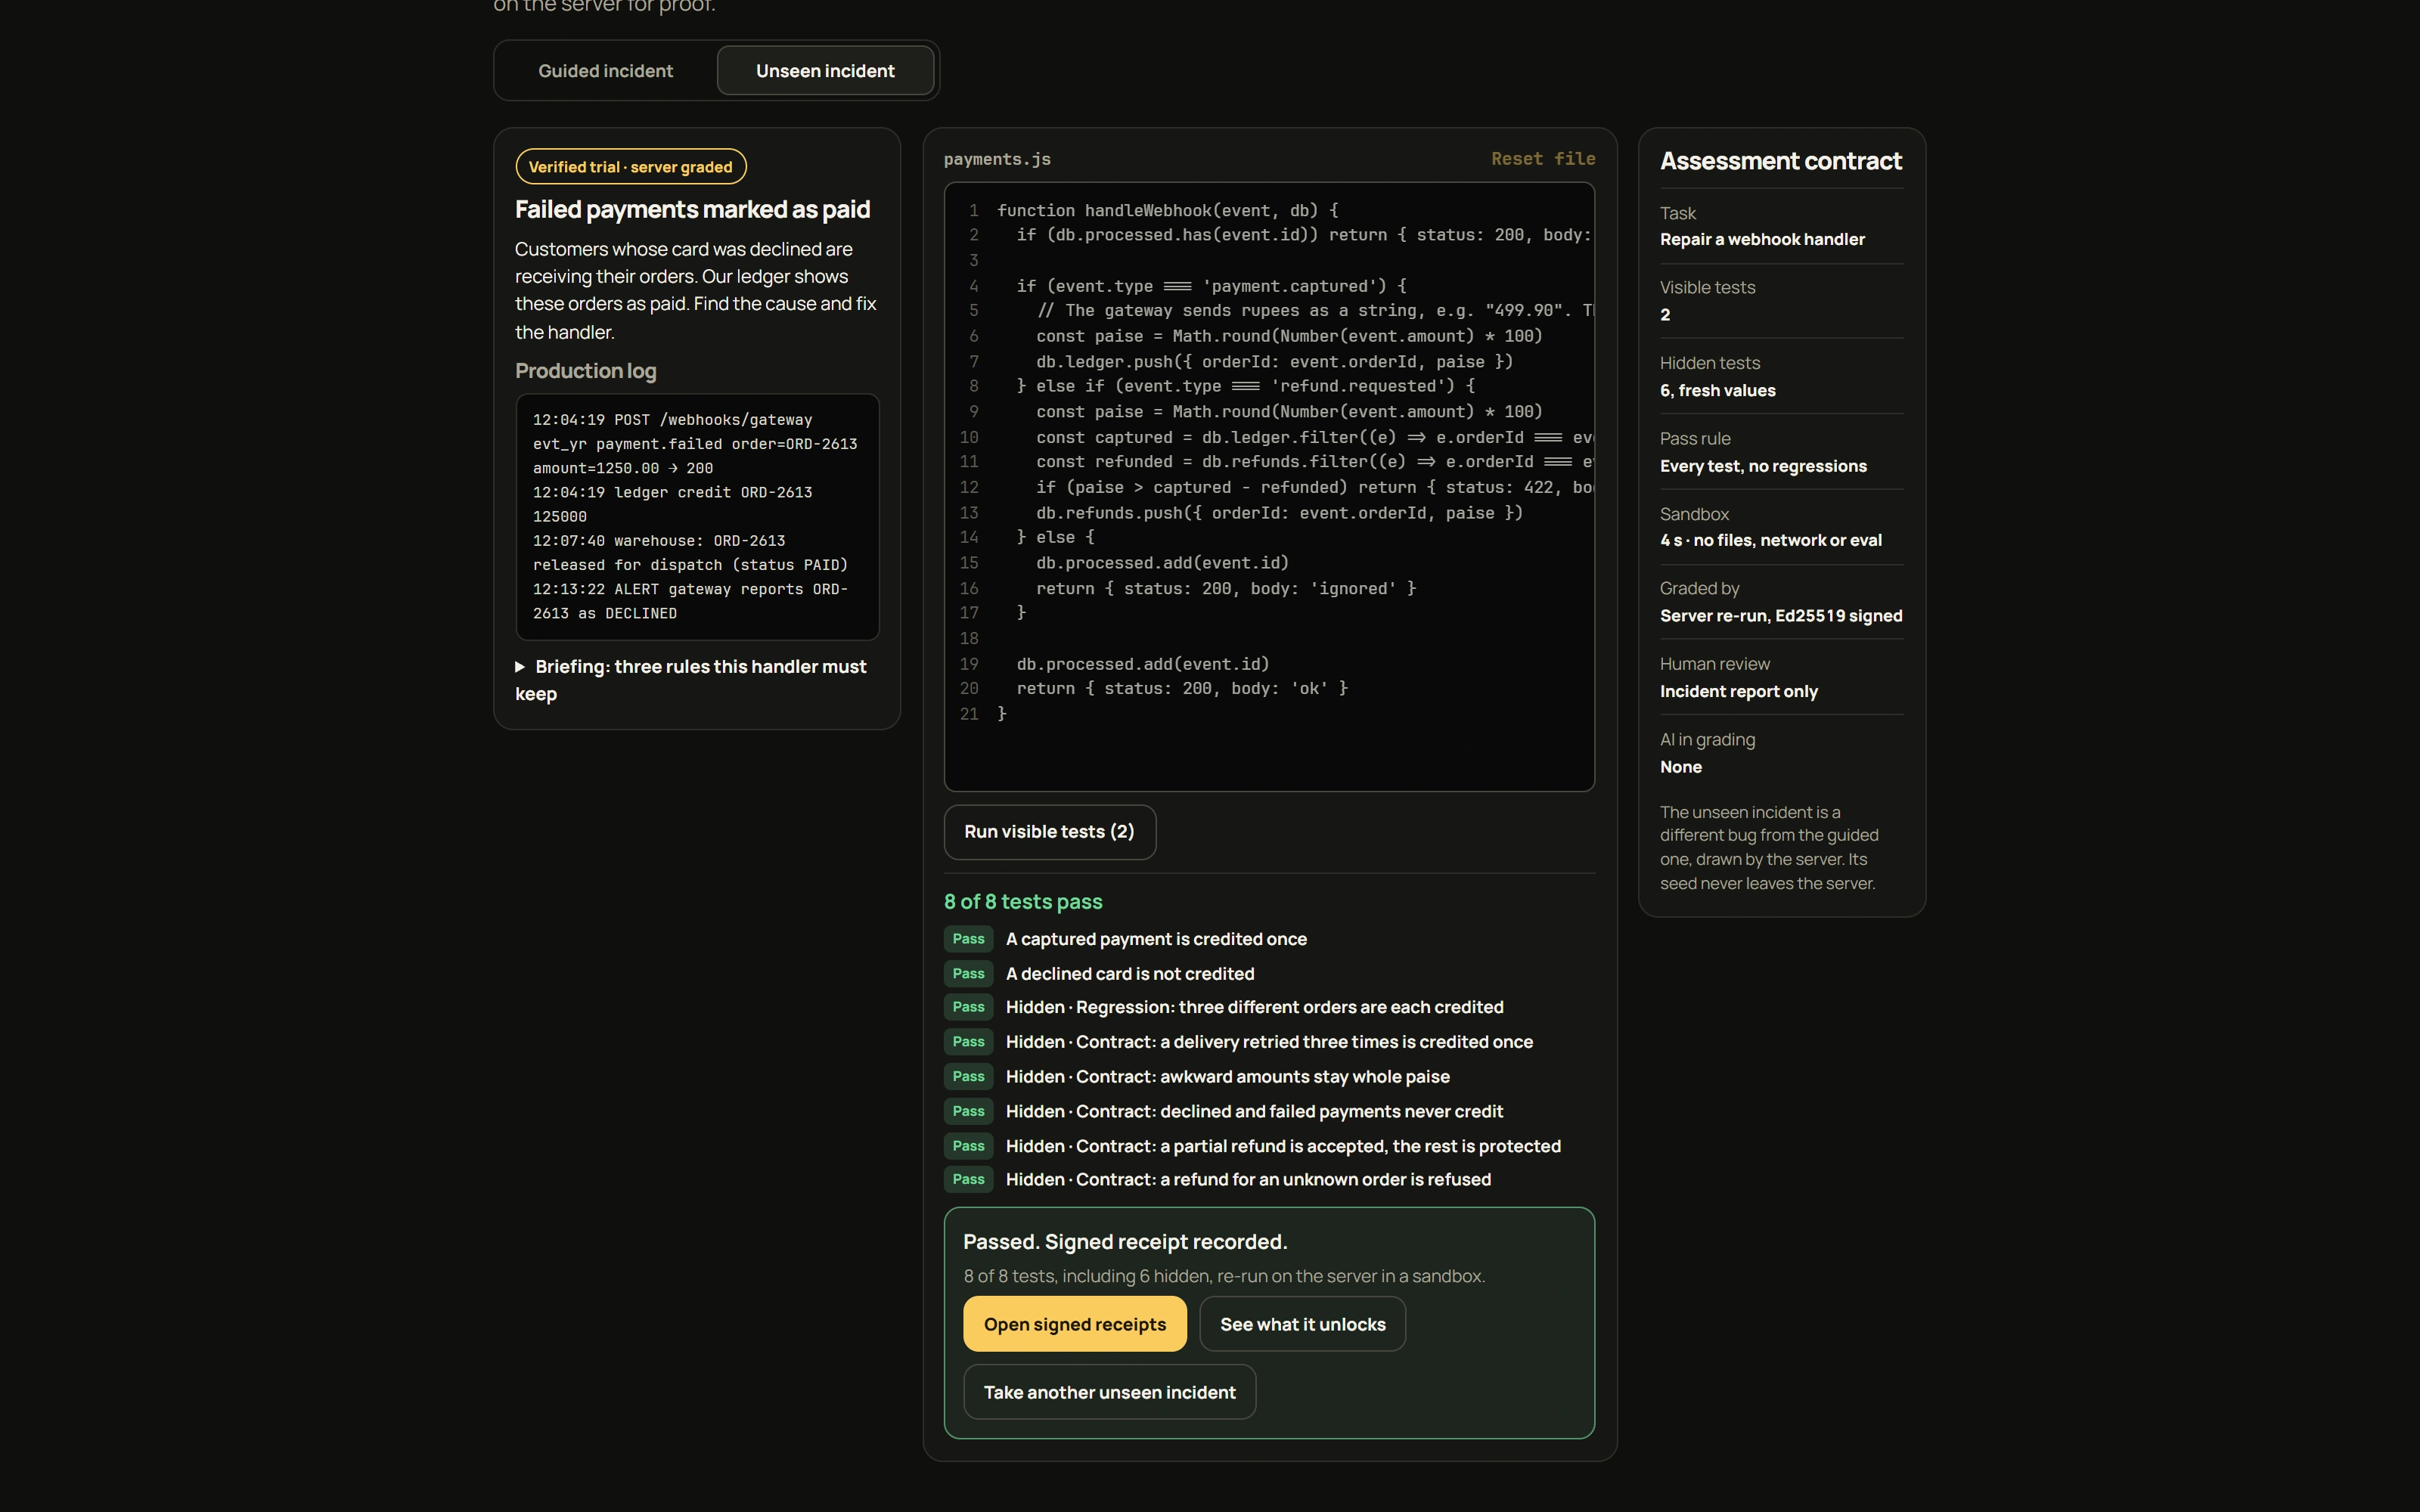 on the server for proof.
Guided incident
Unseen incident
Verified trial · server graded
Failed payments marked as paid
Customers whose card was declined are
receiving their orders. Our ledger shows
these orders as paid. Find the cause and fix
the handler.
Production log
12:04:19 POST /webhooks/gateway
evt_yr payment.failed order=ORD-2613
amount=1250.00 → 200
12:04:19 ledger credit ORD-2613
125000
12:07:40 warehouse: ORD-2613
released for dispatch (status PAID)
12:13:22 ALERT gateway reports ORD-
2613 as DECLINED
▶ Briefing: three rules this handler must
keep
payments.js
Reset file
1 function handleWebhook(event, db) {
2   if (db.processed.has(event.id)) return { status: 200, body:
3
4   if (event.type === 'payment.captured') {
5     // The gateway sends rupees as a string, e.g. "499.90". T
6     const paise = Math.round(Number(event.amount) * 100)
7     db.ledger.push({ orderId: event.orderId, paise })
8   } else if (event.type === 'refund.requested') {
9     const paise = Math.round(Number(event.amount) * 100)
10     const captured = db.ledger.filter((e) => e.orderId === ev
11     const refunded = db.refunds.filter((e) => e.orderId === e
12     if (paise > captured - refunded) return { status: 422, bo
13     db.refunds.push({ orderId: event.orderId, paise })
14   } else {
15     db.processed.add(event.id)
16     return { status: 200, body: 'ignored' }
17   }
18
19   db.processed.add(event.id)
20   return { status: 200, body: 'ok' }
21 }
Run visible tests (2)
8 of 8 tests pass
Pass A captured payment is credited once
Pass A declined card is not credited
Pass Hidden · Regression: three different orders are each credited
Pass Hidden · Contract: a delivery retried three times is credited once
Pass Hidden · Contract: awkward amounts stay whole paise
Pass Hidden · Contract: declined and failed payments never credit
Pass Hidden · Contract: a partial refund is accepted, the rest is protected
Pass Hidden · Contract: a refund for an unknown order is refused
Passed. Signed receipt recorded.
8 of 8 tests, including 6 hidden, re-run on the server in a sandbox.
Open signed receipts
See what it unlocks
Take another unseen incident
Assessment contract
Task
Repair a webhook handler
Visible tests
2
Hidden tests
6, fresh values
Pass rule
Every test, no regressions
Sandbox
4 s · no files, network or eval
Graded by
Server re-run, Ed25519 signed
Human review
Incident report only
AI in grading
None
The unseen incident is a
different bug from the guided
one, drawn by the server. Its
seed never leaves the server.